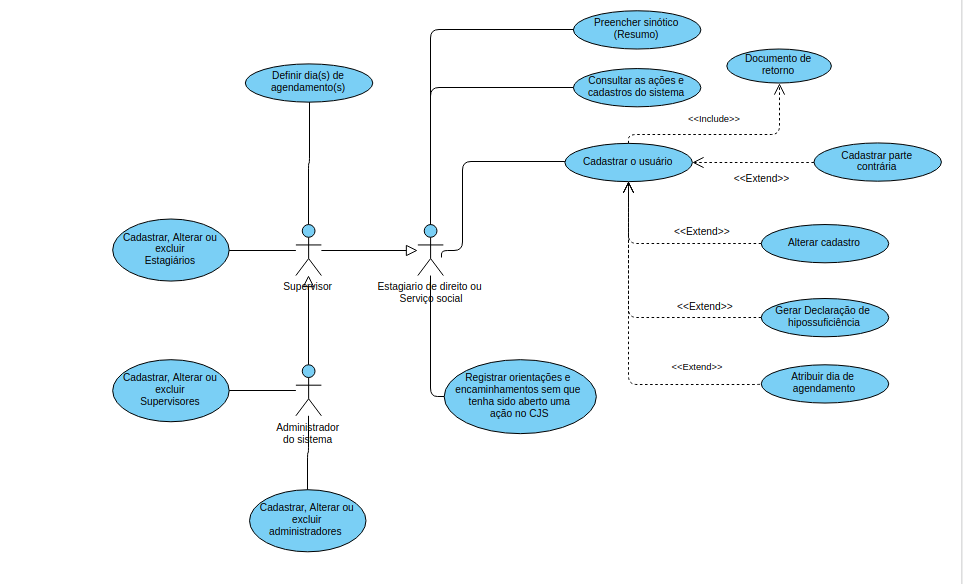 Preencher sinótico
(Resumo)
Documento de
retorno
Definir dia(s) de
agendamento(s)
Consultar as ações e
cadastros do sistema
<<Include>>
Cadastrar o usuário
Cadastrar parte
contrária
<<Extend>>
Cadastrar, Alterar ou
excluir
Estagiários
<<Extend>>
Alterar cadastro
Supervisor
Estagiario de direito ou
Serviço social
<<Extend>>
Gerar Declaração de
hipossuficiência
Cadastrar, Alterar ou
excluir
Supervisores
Registrar orientações e
encaminhamentos sem que
tenha sido aberto uma
ação no CJS
<<Extend>>
Atribuir dia de
agendamento
Administrador
do sistema
Cadastrar, Alterar ou
excluir
administradores